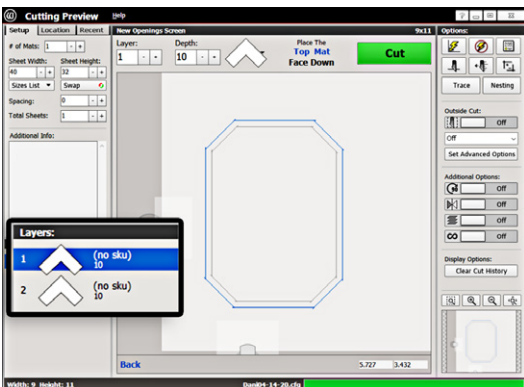 Cutting Preview
Help
Setup Location Recent
# of Mats: 1 - +
Sheet Width: Sheet Height:
40 - + 32 - +
Sizes List Swap
Spacing: 0 - +
Total Sheets: 1 - +
Additional Info:
New Openings Screen 9x11
Layer: Depth:
1 - - 10 - -
Place The
Top Mat
Face Down
Cut
Layers:
1 (no sku)
10
2 (no sku)
10
Back
5.727 3.432
Options:
Trace Nesting
Outside Cut:
Off
Off
Set Advanced Options
Additional Options:
Off
Off
Off
Off
Display Options:
Clear Cut History
Width: 9 Height: 11
Dani04-14-20.cfg